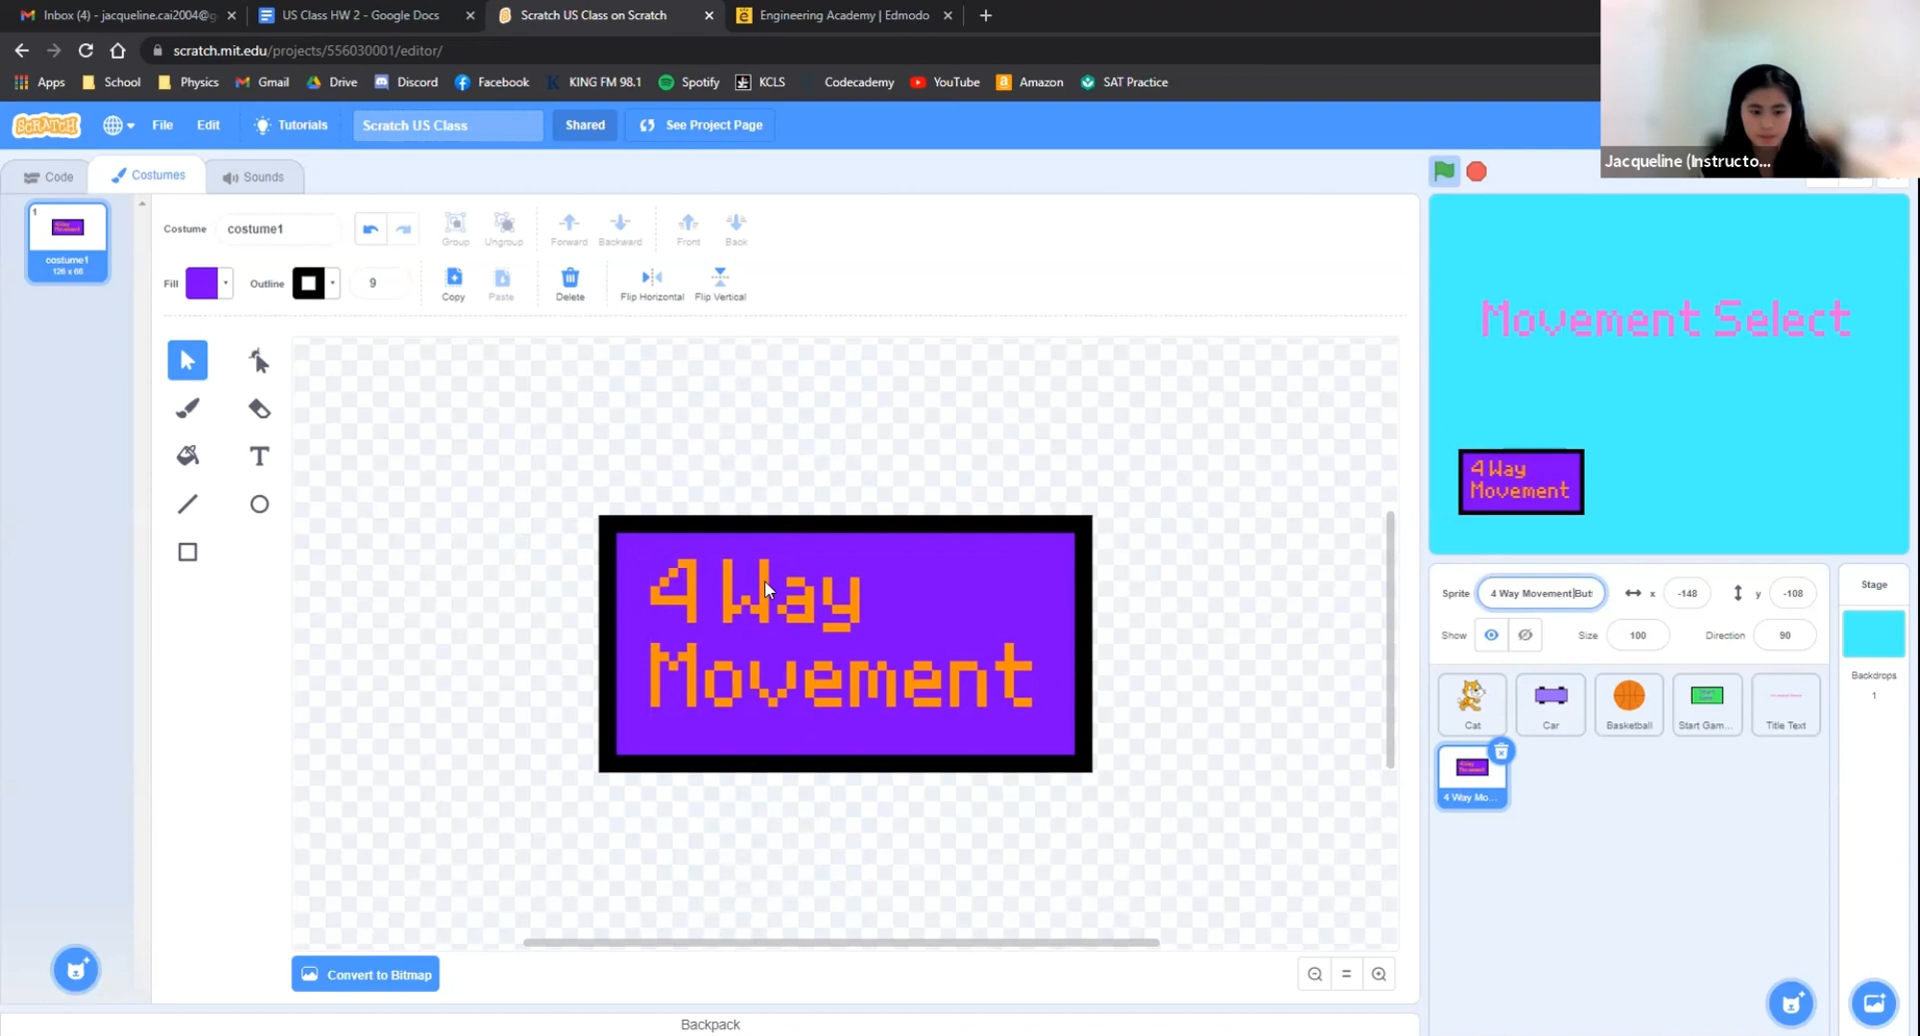 Inbox (4) - jacqueline.cai2004@g
US Class HW 2 - Google Docs
Scratch US Class on Scratch
Engineering Academy | Edmodo
scratch.mit.edu/projects/556030001/editor/
Apps
School
Physics
Gmail
Drive
Discord
Facebook
KING FM 98.1
Spotify
KCLS
Codecademy
YouTube
Amazon
SAT Practice
Jacqueline (Instructo...
SCRATCH
File
Edit
Tutorials
Scratch US Class
Shared
See Project Page
Code
Costumes
Sounds
1
costume1
126 x 66
Costume
costume1
Group
Ungroup
Forward
Backward
Front
Back
Fill
Outline
9
Copy
Paste
Delete
Flip Horizontal
Flip Vertical
T
4 Way
Movement
Convert to Bitmap
Backpack
Movement Select
4 Way
Movement
Sprite
4 Way Movement But
x
-148
y
-108
Show
Size
100
Direction
90
Cat
Car
Basketball
Start Gam...
Title Text
4 Way Mo...
Stage
Backdrops
1